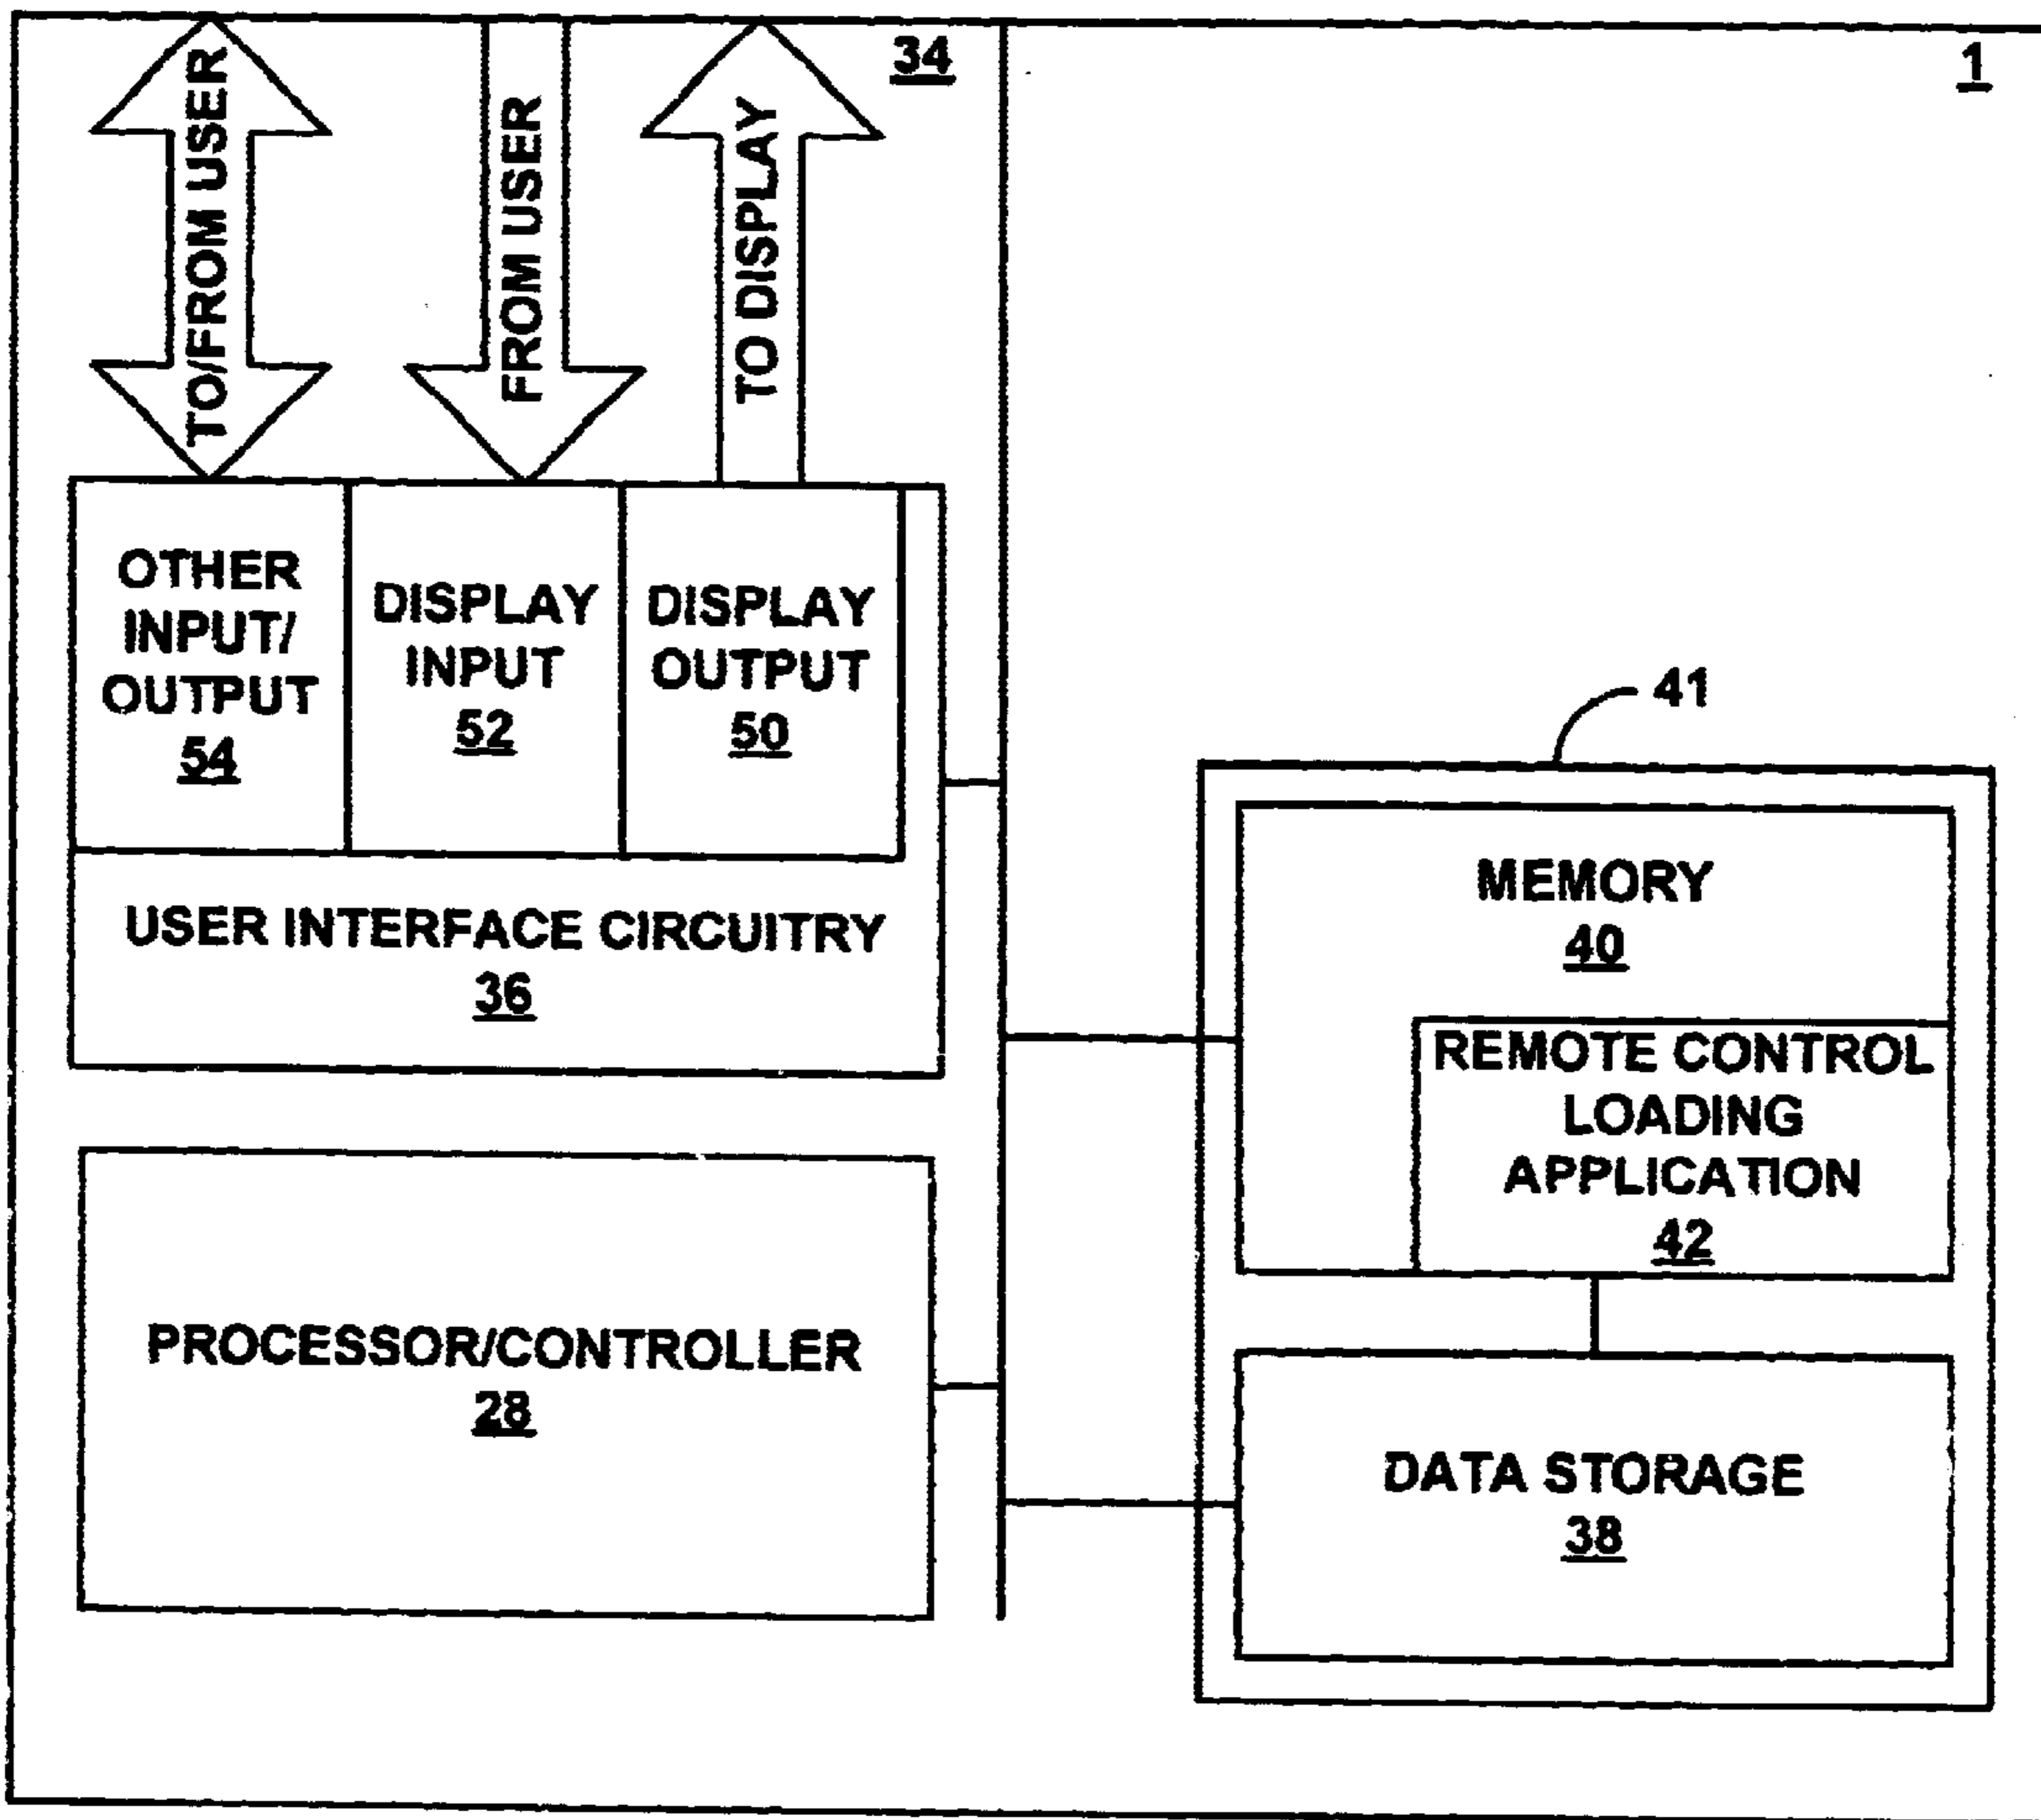 34
1
TO/FROM USER
FROM USER
TO DISPLAY
OTHER
INPUT/
OUTPUT
54
DISPLAY
INPUT
52
DISPLAY
OUTPUT
50
USER INTERFACE CIRCUITRY
36
PROCESSOR/CONTROLLER
28
41
MEMORY
40
REMOTE CONTROL
LOADING
APPLICATION
42
DATA STORAGE
38